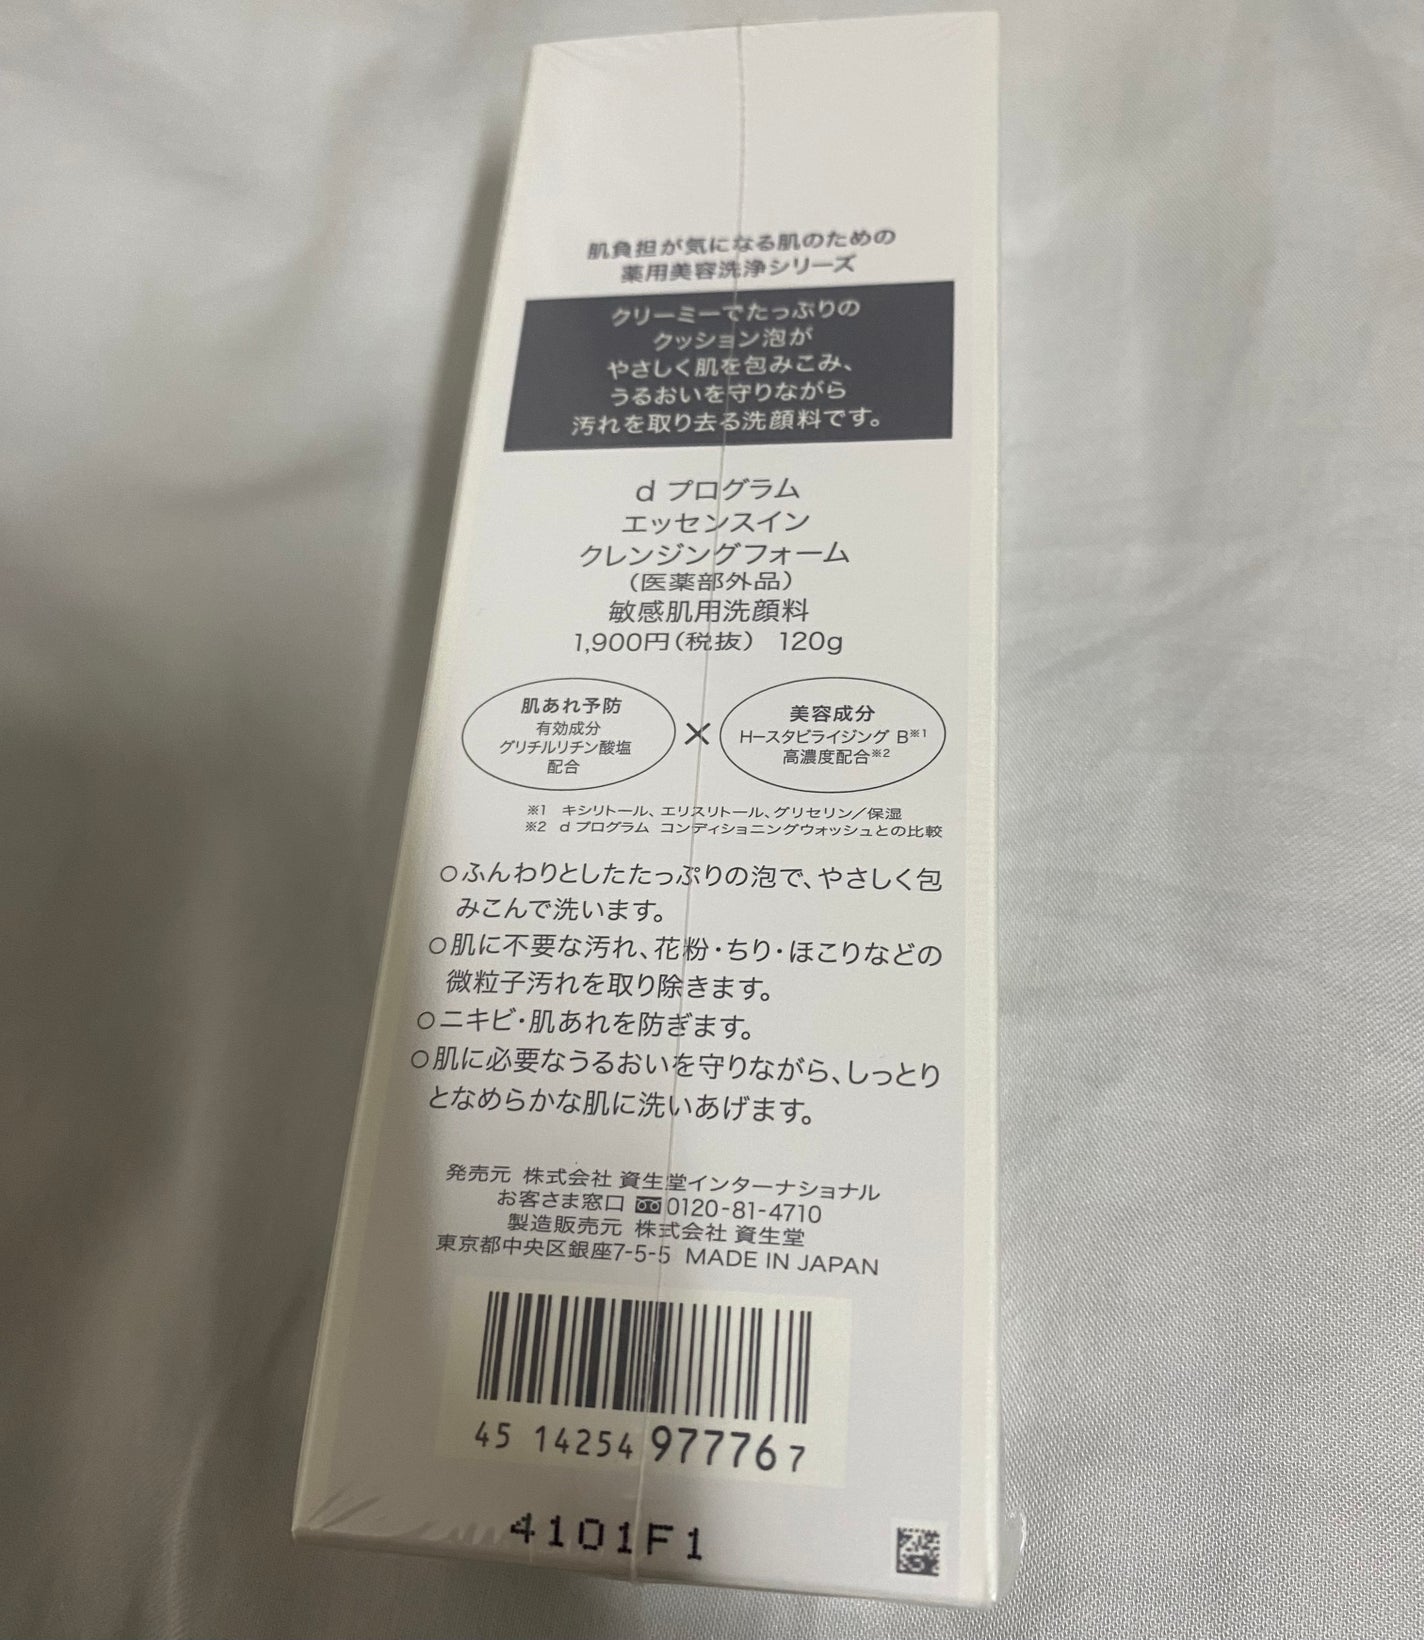 肌負担が気になる肌のための
薬用美容洗浄シリーズ
クリーミーでたっぷりの
クッション泡が
やさしく肌を包みこみ、
うるおいを守りながら
汚れを取り去る洗顔料です。
d プログラム
エッセンスイン
クレンジングフォーム
（医薬部外品）
敏感肌用洗顔料
1,900円（税抜） 120g
肌あれ予防
有効成分
グリチルリチン酸塩
配合
×
美容成分
H-スタビライジング B※1
高濃度配合※2
※1 キシリトール、エリスリトール、グリセリン／保湿
※2 d プログラム コンディショニングウォッシュとの比較
○ふんわりとしたたっぷりの泡で、やさしく包
みこんで洗います。
○肌に不要な汚れ、花粉・ちり・ほこりなどの
微粒子汚れを取り除きます。
○ニキビ・肌あれを防ぎます。
○肌に必要なうるおいを守りながら、しっとり
となめらかな肌に洗いあげます。
発売元 株式会社 資生堂インターナショナル
お客さま窓口 0120-81-4710
製造販売元 株式会社 資生堂
東京都中央区銀座7-5-5 MADE IN JAPAN
45 14254 97776 7
4101F1